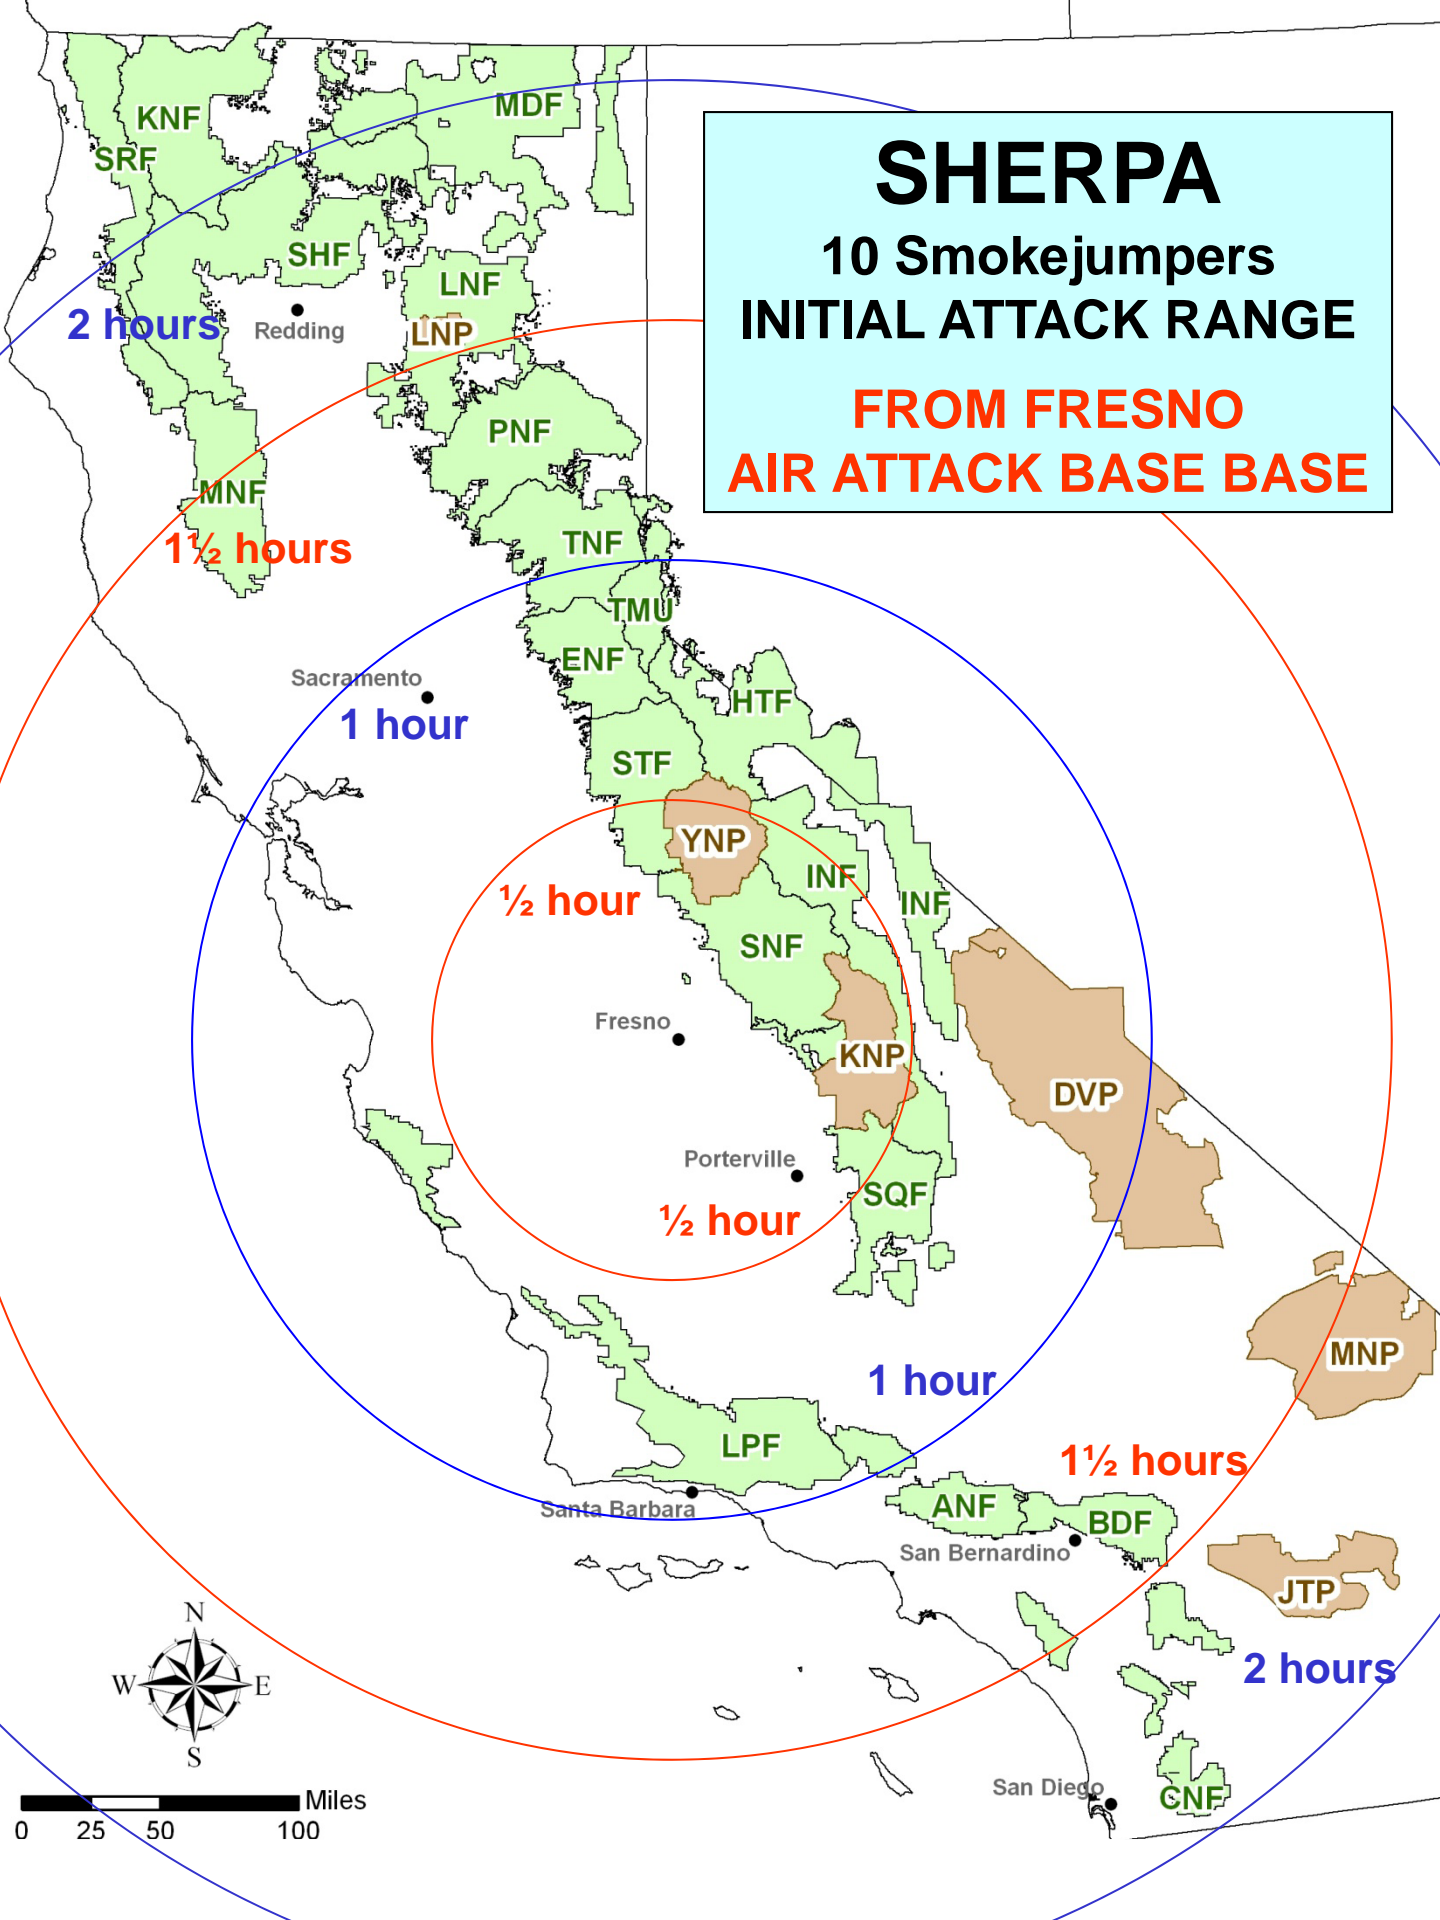 SHERPA
10 Smokejumpers
INITIAL ATTACK RANGE
FROM FRESNO
AIR ATTACK BASE BASE
KNF
MDF
SRF
SHF
LNF
2 hours
Redding
LNP
PNF
MNF
1½ hours
TNF
TMU
ENF
Sacramento
HTF
1 hour
STF
YNP
INF
½ hour
INF
SNF
Fresno
KNP
DVP
Porterville
SQF
½ hour
MNP
1 hour
LPF
1½ hours
Santa Barbara
ANF
BDF
San Bernardino
JTP
N
W
E
S
2 hours
San Diego
CNF
Miles
0 25 50 100